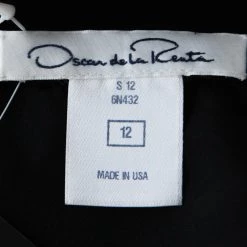 Oscar de la Renta
S 12
6N432
12
MADE IN USA